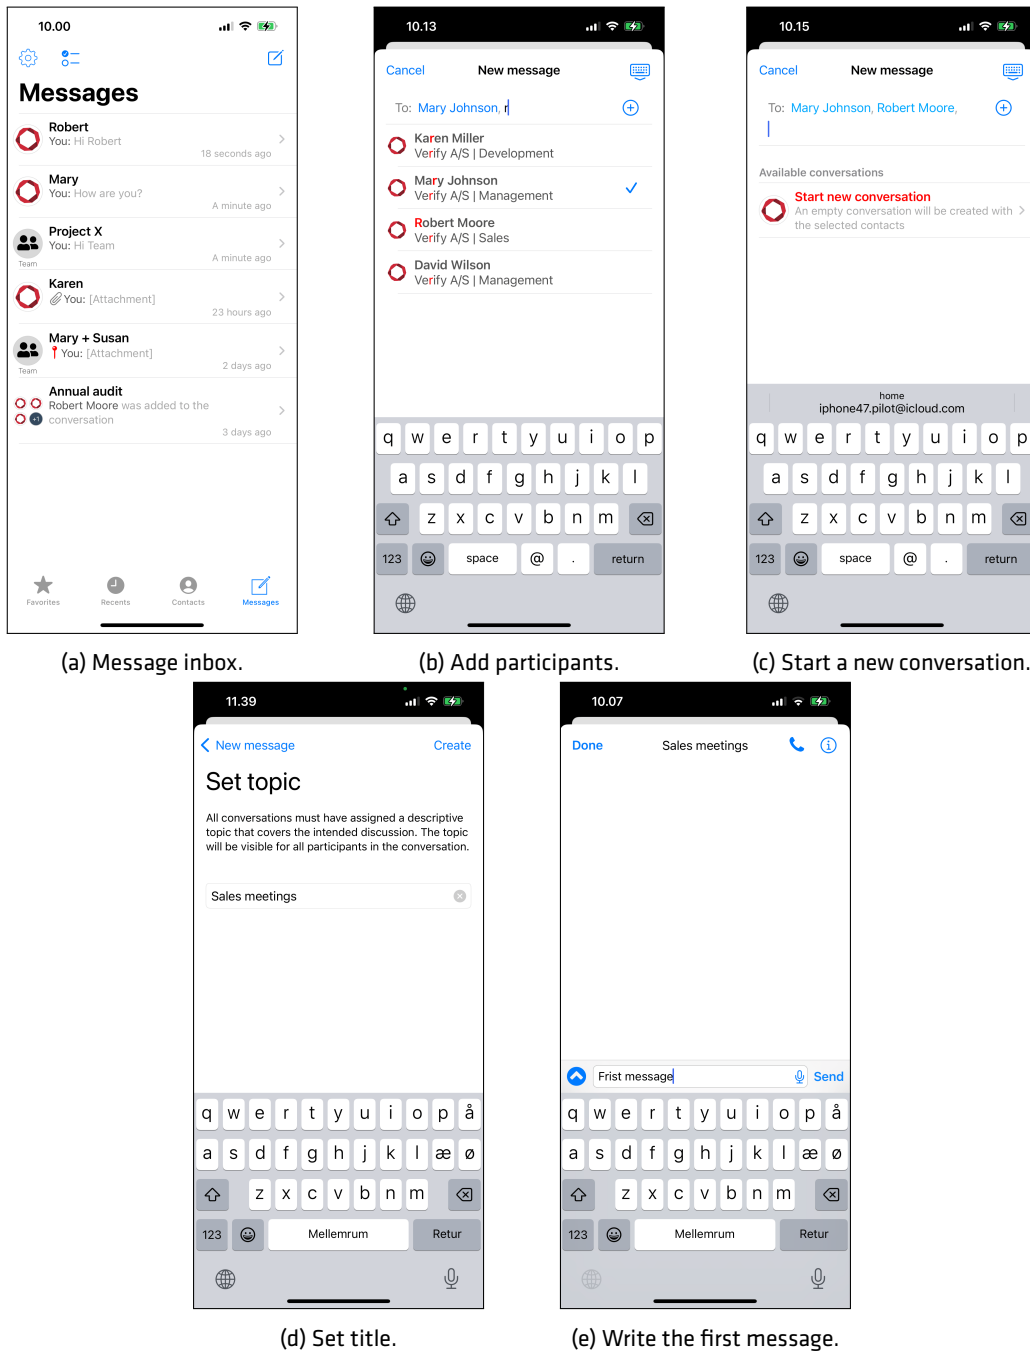 10.00
Messages
Robert
You: Hi Robert
18 seconds ago
Mary
You: How are you?
A minute ago
Project X
You: Hi Team
Team
A minute ago
Karen
You: [Attachment]
23 hours ago
Mary + Susan
You: [Attachment]
Team
2 days ago
Annual audit
Robert Moore was added to the
+1 conversation
3 days ago
Favorites Recents Contacts Messages
(a) Message inbox.
10.13
Cancel New message
To: Mary Johnson, r
Karen Miller
Verify A/S | Development
Mary Johnson
Verify A/S | Management
Robert Moore
Verify A/S | Sales
David Wilson
Verify A/S | Management
q w e r t y u i o p
a s d f g h j k l
z x c v b n m
123 space @ . return
(b) Add participants.
10.15
Cancel New message
To: Mary Johnson, Robert Moore,
Available conversations
Start new conversation
An empty conversation will be created with
the selected contacts
home
iphone47.pilot@icloud.com
q w e r t y u i o p
a s d f g h j k l
z x c v b n m
123 space @ . return
(c) Start a new conversation.
11.39
New message Create
Set topic
All conversations must have assigned a descriptive
topic that covers the intended discussion. The topic
will be visible for all participants in the conversation.
Sales meetings
q w e r t y u i o p å
a s d f g h j k l æ ø
z x c v b n m
123 Mellemrum Retur
(d) Set title.
10.07
Done Sales meetings
Frist message Send
q w e r t y u i o p å
a s d f g h j k l æ ø
z x c v b n m
123 Mellemrum Retur
(e) Write the first message.